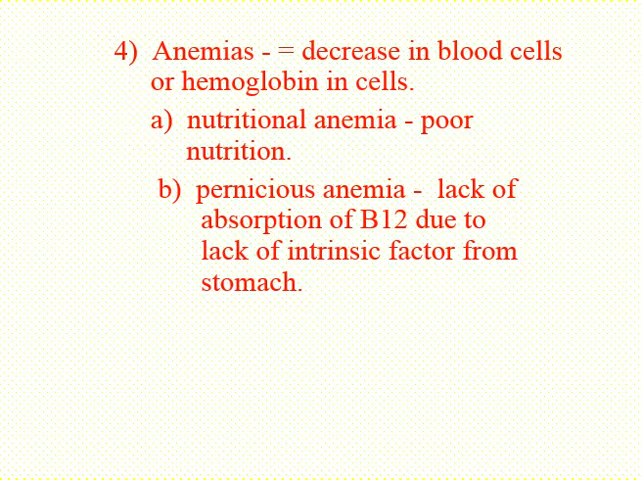 4) Anemias - = decrease in blood cells
or hemoglobin in cells.
a) nutritional anemia - poor
nutrition.
b) pernicious anemia - lack of
absorption of B12 due to
lack of intrinsic factor from
stomach.